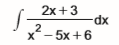 ∫ (2x+3)/(x² − 5x + 6) dx